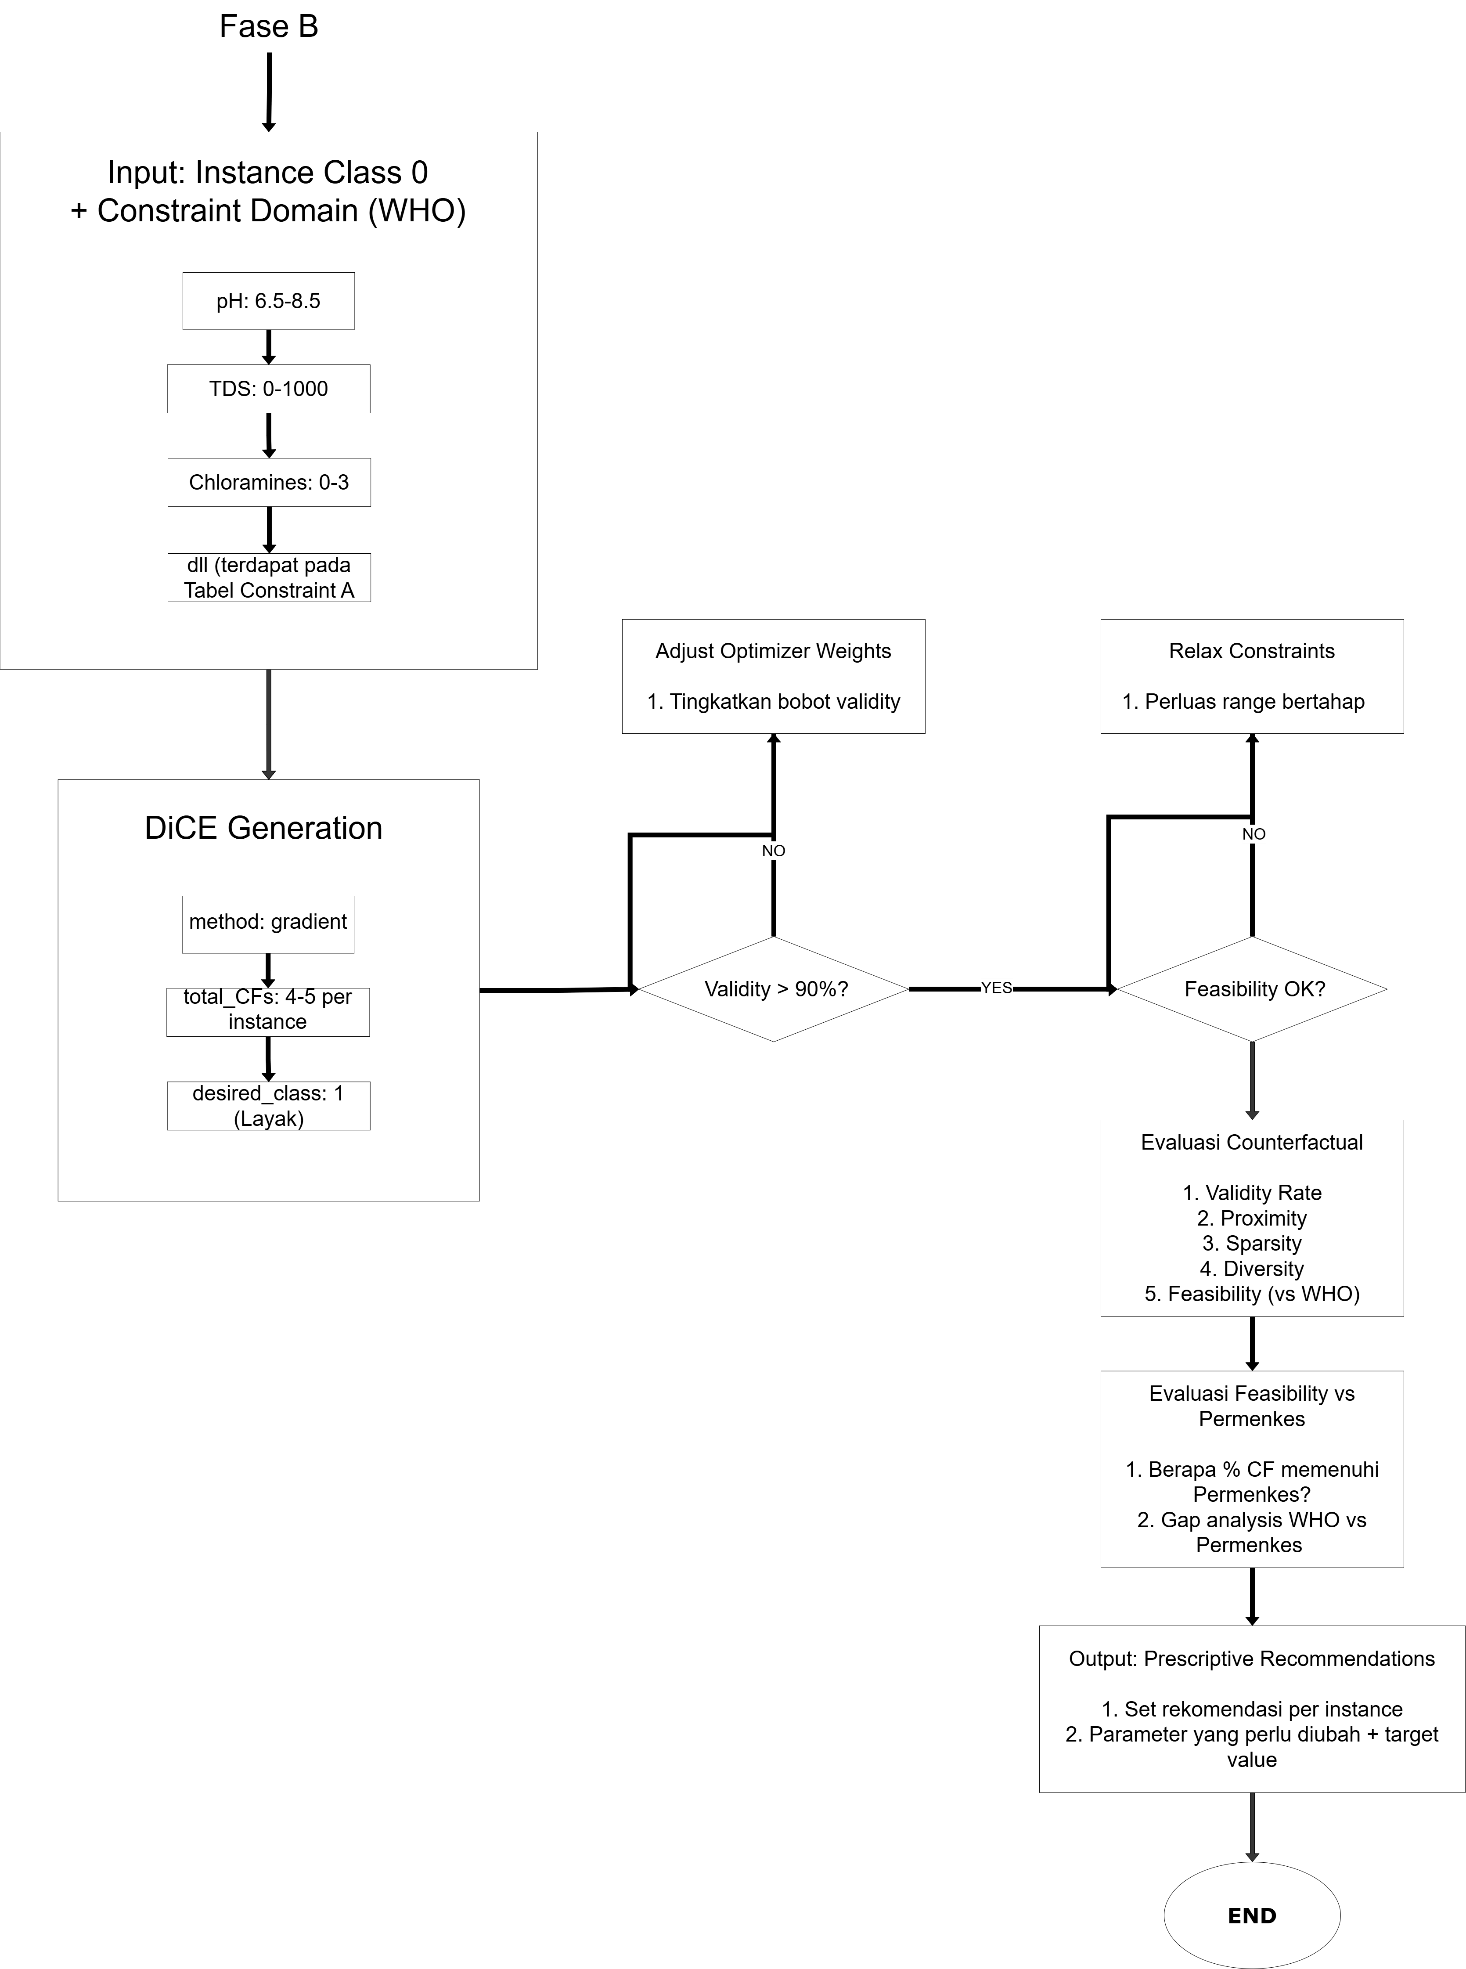 Fase B
Input: Instance Class 0
+ Constraint Domain (WHO)
pH: 6.5-8.5
TDS: 0-1000
Chloramines: 0-3
dll (terdapat pada
Tabel Constraint A
DiCE Generation
method: gradient
total_CFs: 4-5 per
instance
desired_class: 1
(Layak)
Adjust Optimizer Weights
1. Tingkatkan bobot validity
NO
Validity > 90%?
YES
Relax Constraints
1. Perluas range bertahap
NO
Feasibility OK?
Evaluasi Counterfactual
1. Validity Rate
2. Proximity
3. Sparsity
4. Diversity
5. Feasibility (vs WHO)
Evaluasi Feasibility vs
Permenkes
1. Berapa % CF memenuhi
Permenkes?
2. Gap analysis WHO vs
Permenkes
Output: Prescriptive Recommendations
1. Set rekomendasi per instance
2. Parameter yang perlu diubah + target
value
END